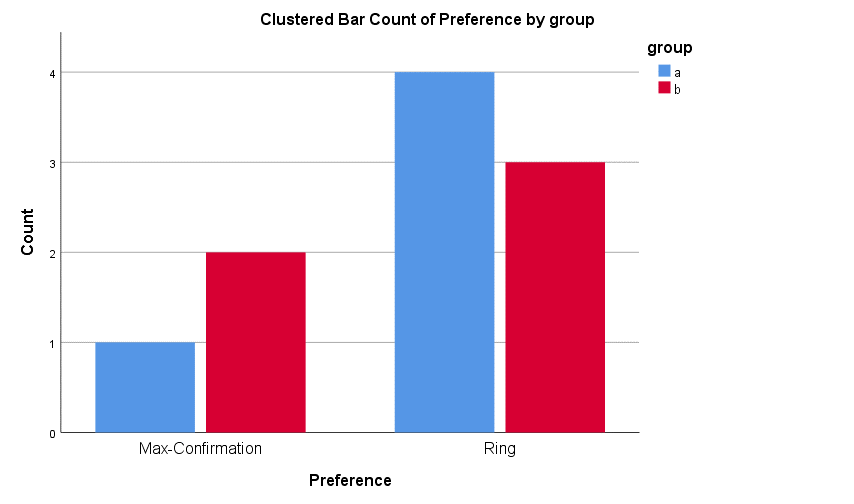 Clustered Bar Count of Preference by group
group
a
b
Count
4
3
2
1
0
Max-Confirmation
Ring
Preference